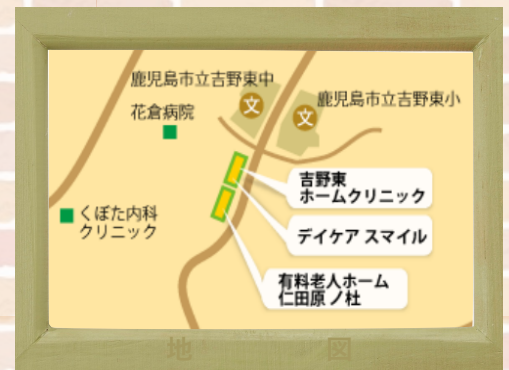 鹿児島市立吉野東中
文
花倉病院
文
鹿児島市立吉野東小
吉野東
ホームクリニック
くぼた内科
クリニック
デイケア スマイル
有料老人ホーム
仁田原ノ杜
地 図